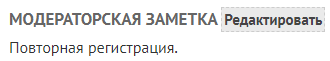 МОДЕРАТОРСКАЯ ЗАМЕТКА Редактировать
Повторная регистрация.